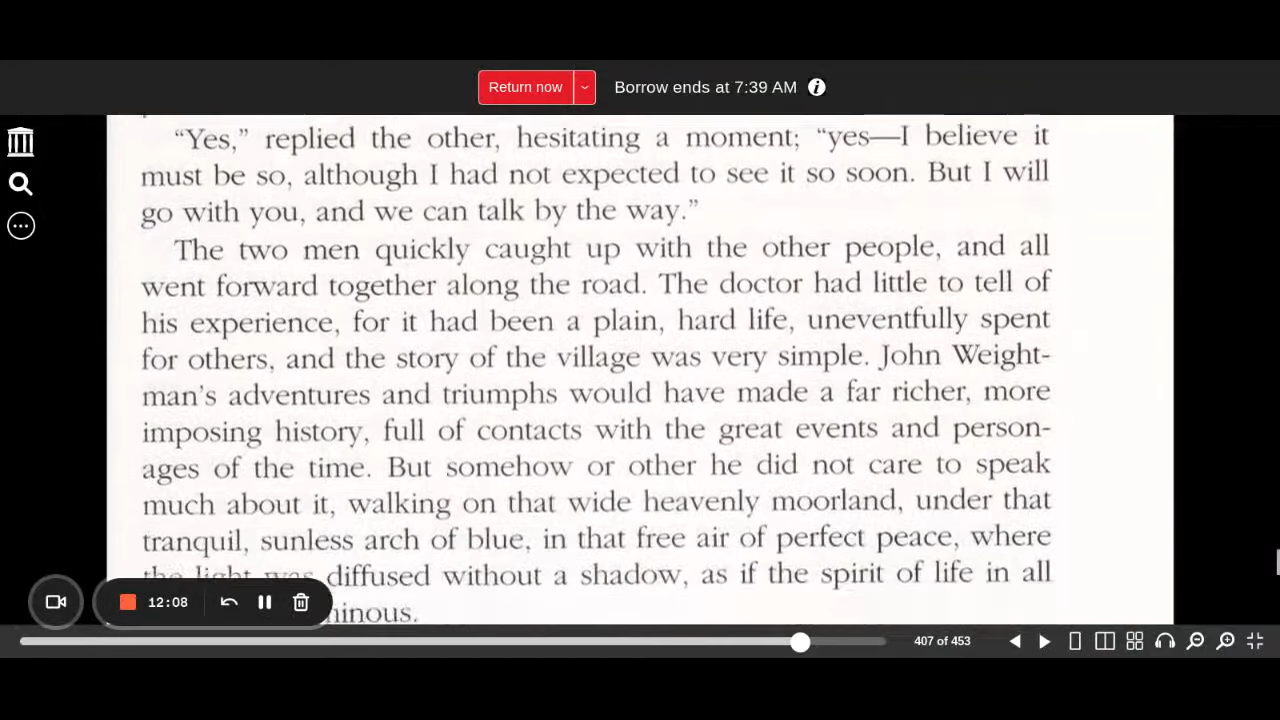 Return now
Borrow ends at 7:39 AM
“Yes,” replied the other, hesitating a moment; “yes—I believe it
must be so, although I had not expected to see it so soon. But I will
go with you, and we can talk by the way.”
The two men quickly caught up with the other people, and all
went forward together along the road. The doctor had little to tell of
his experience, for it had been a plain, hard life, uneventfully spent
for others, and the story of the village was very simple. John Weight-
man’s adventures and triumphs would have made a far richer, more
imposing history, full of contacts with the great events and person-
ages of the time. But somehow or other he did not care to speak
much about it, walking on that wide heavenly moorland, under that
tranquil, sunless arch of blue, in that free air of perfect peace, where
the light was diffused without a shadow, as if the spirit of life in all
12:08
407 of 453